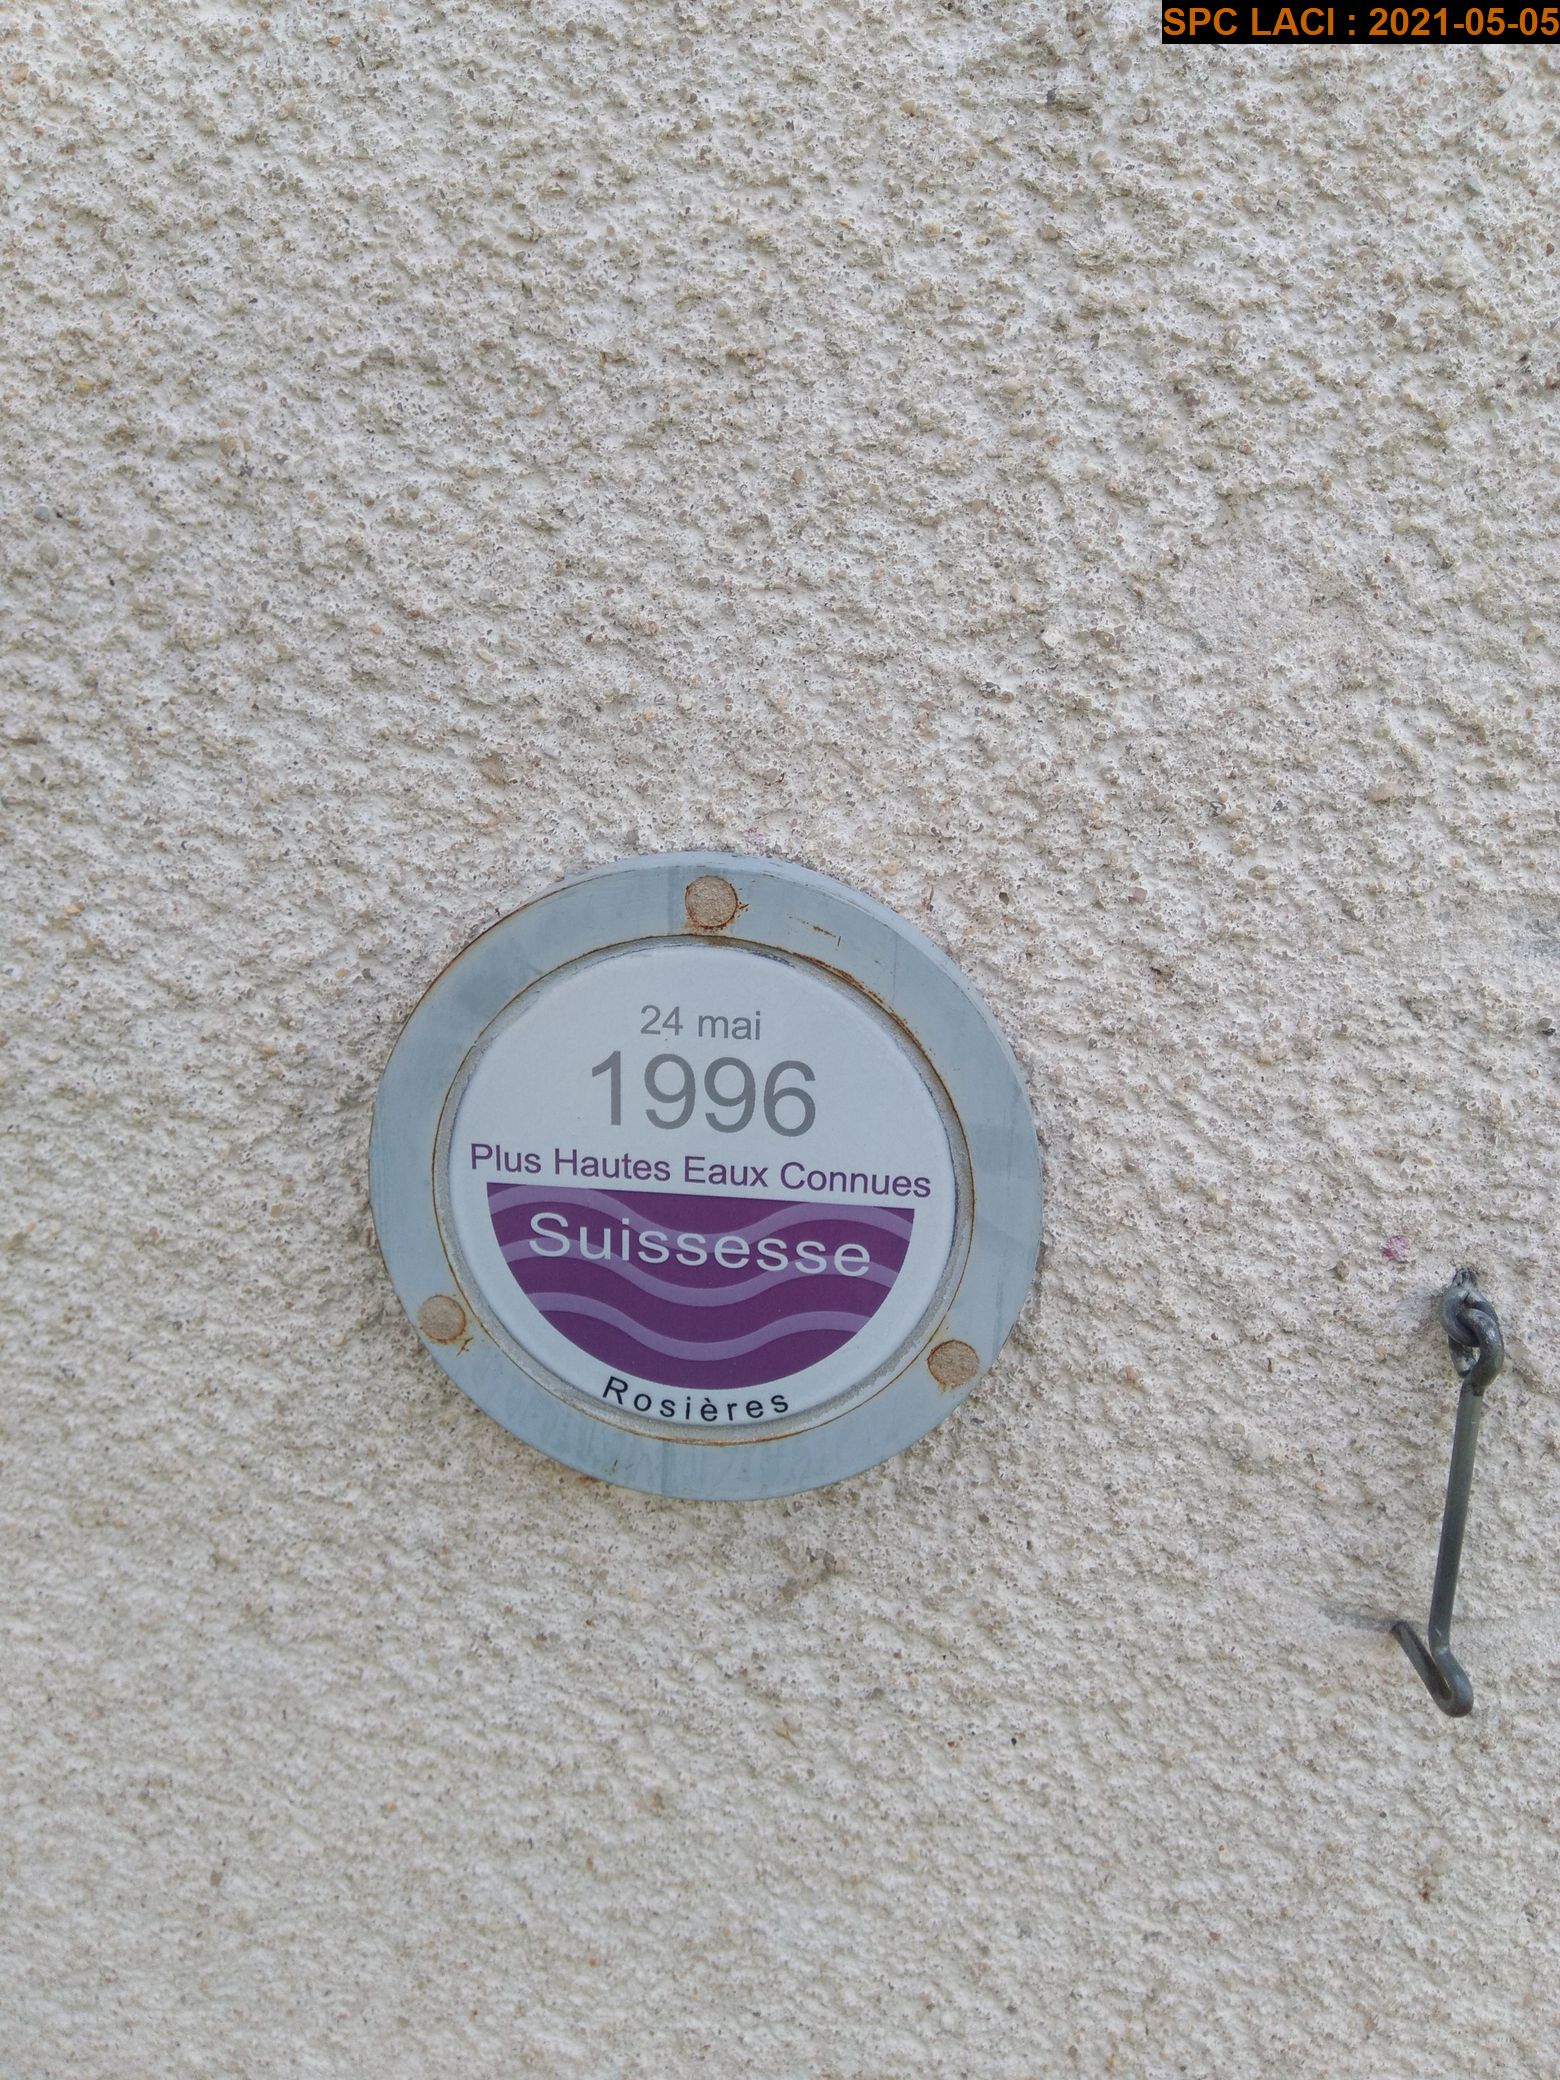 SPC LACI : 2021-05-05
24 mai
1996
Plus Hautes Eaux Connues
Suissesse
Rosières